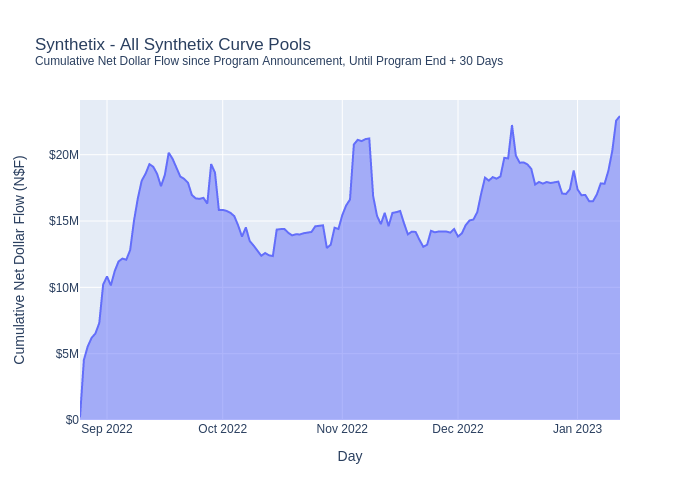 Synthetix - All Synthetix Curve Pools
Cumulative Net Dollar Flow since Program Announcement, Until Program End + 30 Days
Cumulative Net Dollar Flow (N$F)
$20M
$15M
$10M
$5M
$0
Sep 2022
Oct 2022
Nov 2022
Dec 2022
Jan 2023
Day